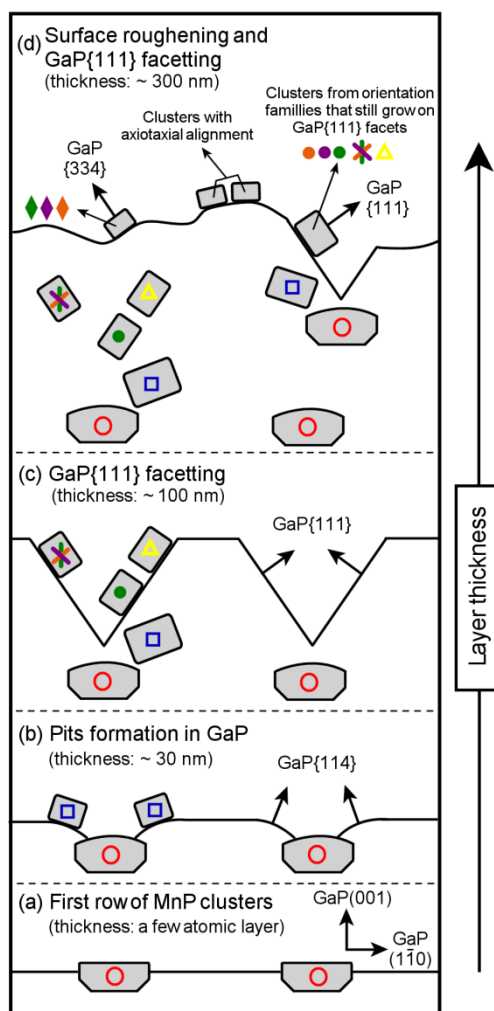 (d) Surface roughening and
GaP{111} facetting
(thickness: ~ 300 nm)
Clusters from orientation
famillies that still grow on
GaP{111} facets
Clusters with
axiotaxial alignment
GaP
{334}
GaP
{111}
(c) GaP{111} facetting
(thickness: ~ 100 nm)
GaP{111}
(b) Pits formation in GaP
(thickness: ~ 30 nm)
GaP{114}
(a) First row of MnP clusters
(thickness: a few atomic layer)
GaP(001)
GaP
(11̄0)
Layer thickness